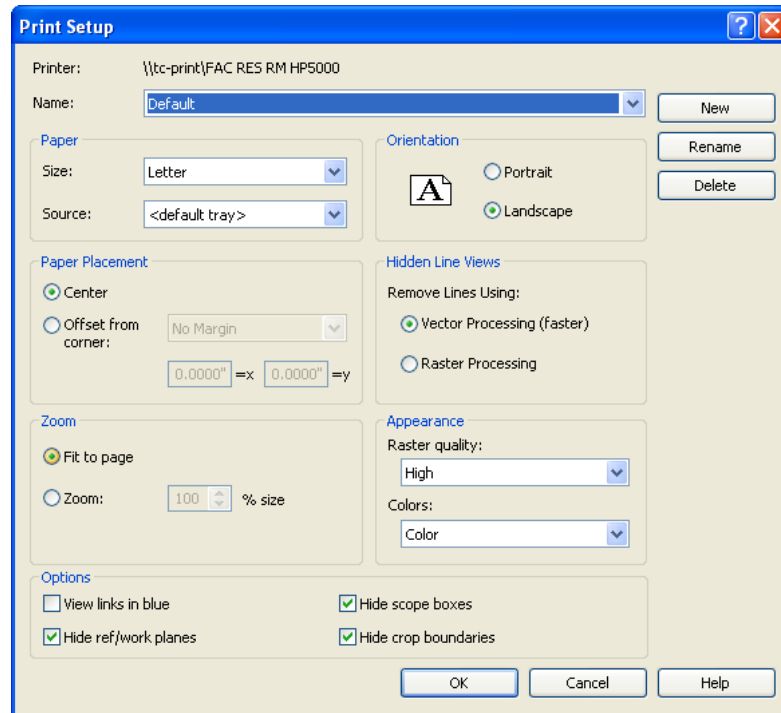 Print Setup
Printer: \\tc-print\FAC RES RM HP5000
Name: Default
New
Rename
Delete
Paper
Size: Letter
Source: <default tray>
Orientation
A
Portrait
Landscape
Paper Placement
Center
Offset from
corner:
No Margin
0.0000" =x 0.0000" =y
Hidden Line Views
Remove Lines Using:
Vector Processing (faster)
Raster Processing
Zoom
Fit to page
Zoom: 100 % size
Appearance
Raster quality:
High
Colors:
Color
Options
View links in blue
Hide scope boxes
Hide ref/work planes
Hide crop boundaries
OK Cancel Help